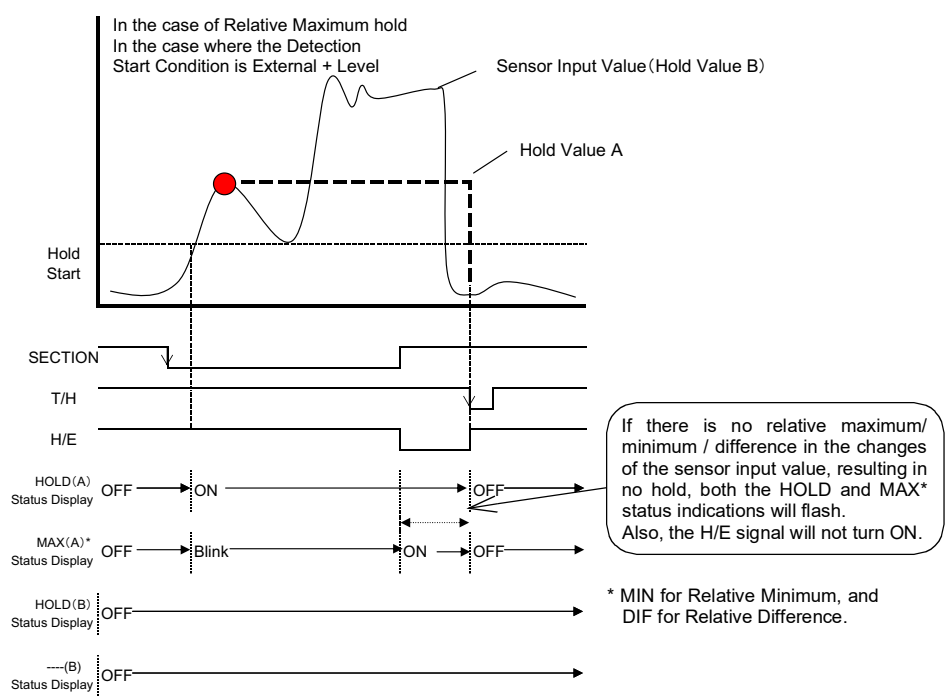 In the case of Relative Maximum hold
In the case where the Detection
Start Condition is External + Level
Sensor Input Value（Hold Value B）
Hold Value A
Hold
Start
SECTION
T/H
H/E
If there is no relative maximum/
minimum / difference in the changes
of the sensor input value, resulting in
no hold, both the HOLD and MAX*
status indications will flash.
Also, the H/E signal will not turn ON.
HOLD(A)
Status Display
OFF ON OFF
MAX(A)*
Status Display
OFF Blink ON OFF
HOLD(B)
Status Display
OFF
* MIN for Relative Minimum, and
DIF for Relative Difference.
----(B)
Status Display
OFF